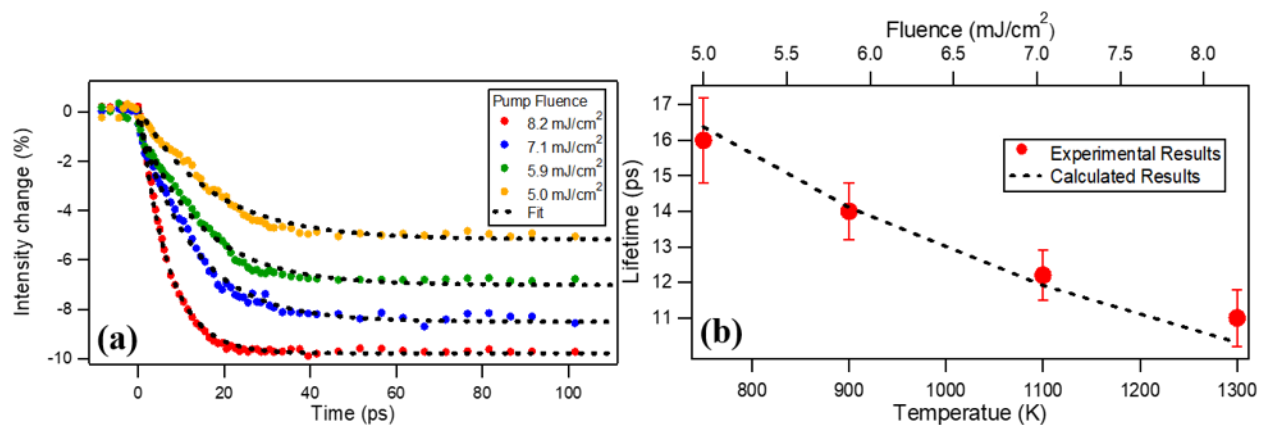 Pump Fluence
8.2 mJ/cm²
7.1 mJ/cm²
5.9 mJ/cm²
5.0 mJ/cm²
Fit
0
-2
-4
-6
-8
-10
Intensity change (%)
(a)
0 20 40 60 80 100
Time (ps)
Fluence (mJ/cm²)
5.0 5.5 6.0 6.5 7.0 7.5 8.0
17
16
15
14
13
12
11
Lifetime (ps)
Experimental Results
Calculated Results
(b)
800 900 1000 1100 1200 1300
Temperatue (K)